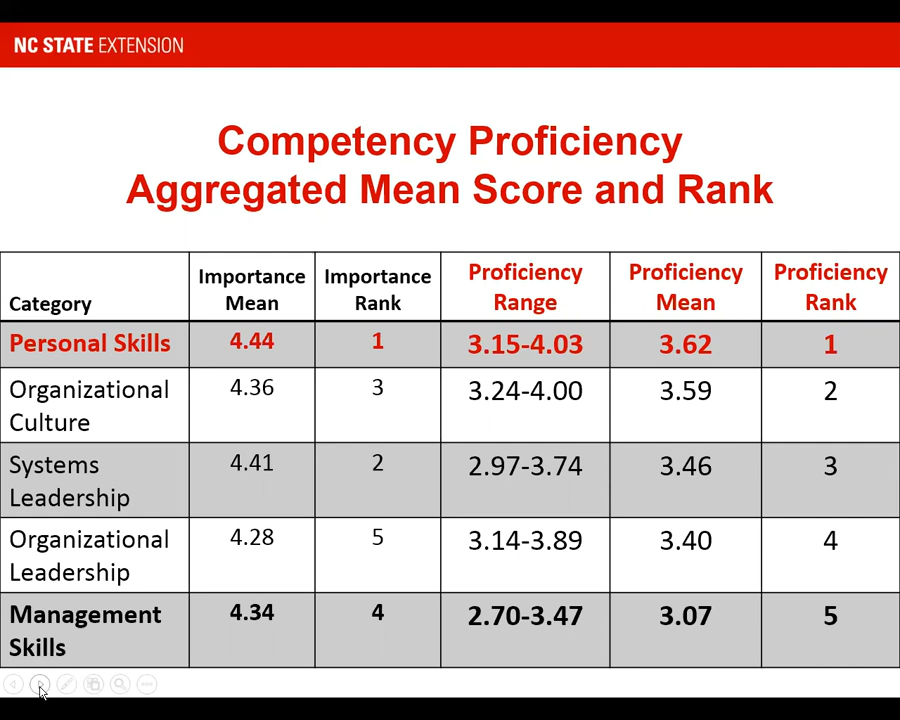 NC STATE EXTENSION
Competency Proficiency
Aggregated Mean Score and Rank
Category
Importance
Mean
Importance
Rank
Proficiency
Range
Proficiency
Mean
Proficiency
Rank
Personal Skills 4.44 1 3.15-4.03 3.62 1
Organizational
Culture
4.36 3 3.24-4.00 3.59 2
Systems
Leadership
4.41 2 2.97-3.74 3.46 3
Organizational
Leadership
4.28 5 3.14-3.89 3.40 4
Management
Skills
4.34 4 2.70-3.47 3.07 5